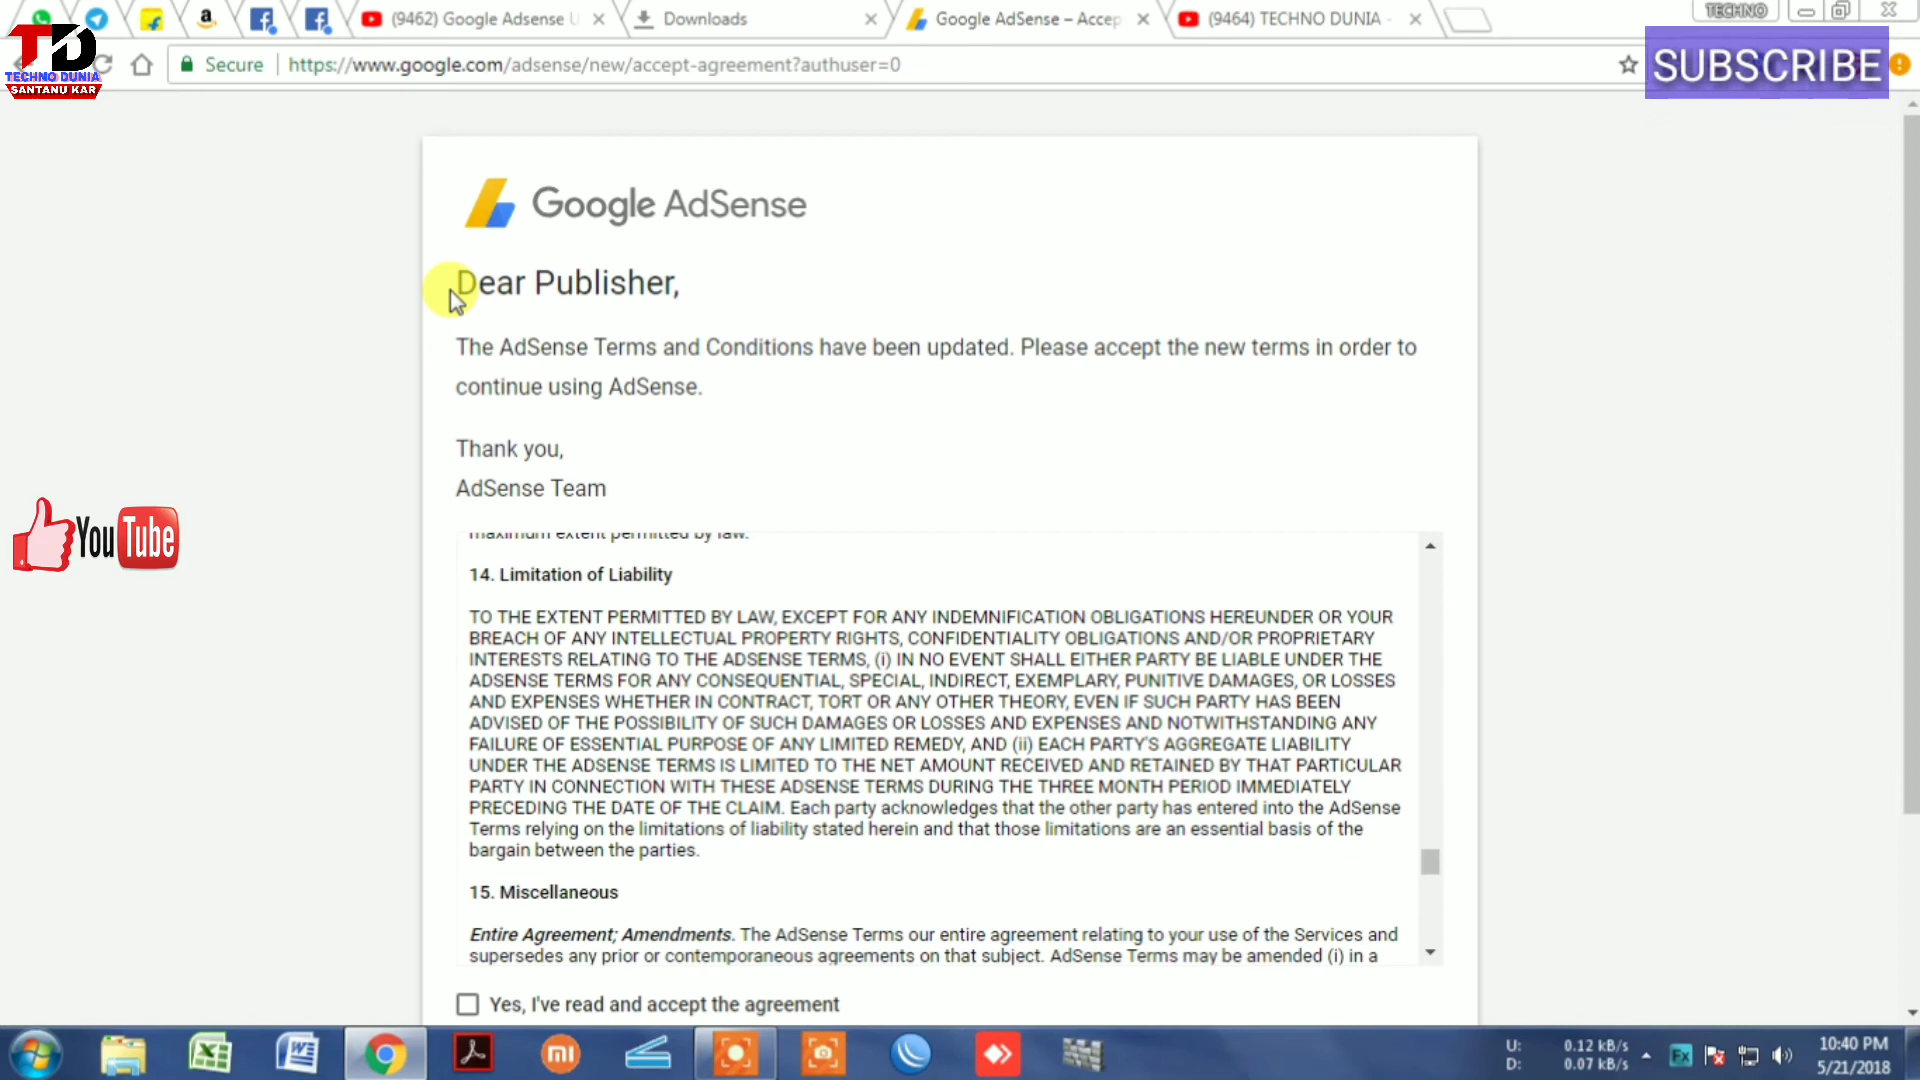 (9462) Google Adsense U
Downloads
Google AdSense – Accep
(9464) TECHNO DUNIA -
TECHNO
TD
TECHNO DUNIA
SANTANU KAR
Secure
https://www.google.com/adsense/new/accept-agreement?authuser=0
SUBSCRIBE
Google AdSense
Dear Publisher,
The AdSense Terms and Conditions have been updated. Please accept the new terms in order to
continue using AdSense.
Thank you,
AdSense Team
YouTube
maximum extent permitted by law.
14. Limitation of Liability
TO THE EXTENT PERMITTED BY LAW, EXCEPT FOR ANY INDEMNIFICATION OBLIGATIONS HEREUNDER OR YOUR
BREACH OF ANY INTELLECTUAL PROPERTY RIGHTS, CONFIDENTIALITY OBLIGATIONS AND/OR PROPRIETARY
INTERESTS RELATING TO THE ADSENSE TERMS, (i) IN NO EVENT SHALL EITHER PARTY BE LIABLE UNDER THE
ADSENSE TERMS FOR ANY CONSEQUENTIAL, SPECIAL, INDIRECT, EXEMPLARY, PUNITIVE DAMAGES, OR LOSSES
AND EXPENSES WHETHER IN CONTRACT, TORT OR ANY OTHER THEORY, EVEN IF SUCH PARTY HAS BEEN
ADVISED OF THE POSSIBILITY OF SUCH DAMAGES OR LOSSES AND EXPENSES AND NOTWITHSTANDING ANY
FAILURE OF ESSENTIAL PURPOSE OF ANY LIMITED REMEDY, AND (ii) EACH PARTY'S AGGREGATE LIABILITY
UNDER THE ADSENSE TERMS IS LIMITED TO THE NET AMOUNT RECEIVED AND RETAINED BY THAT PARTICULAR
PARTY IN CONNECTION WITH THESE ADSENSE TERMS DURING THE THREE MONTH PERIOD IMMEDIATELY
PRECEDING THE DATE OF THE CLAIM. Each party acknowledges that the other party has entered into the AdSense
Terms relying on the limitations of liability stated herein and that those limitations are an essential basis of the
bargain between the parties.
15. Miscellaneous
Entire Agreement; Amendments. The AdSense Terms our entire agreement relating to your use of the Services and
supersedes any prior or contemporaneous agreements on that subject. AdSense Terms may be amended (i) in a
Yes, I've read and accept the agreement
U: 0.12 kB/s
D: 0.07 kB/s
Fx
10:40 PM
5/21/2018